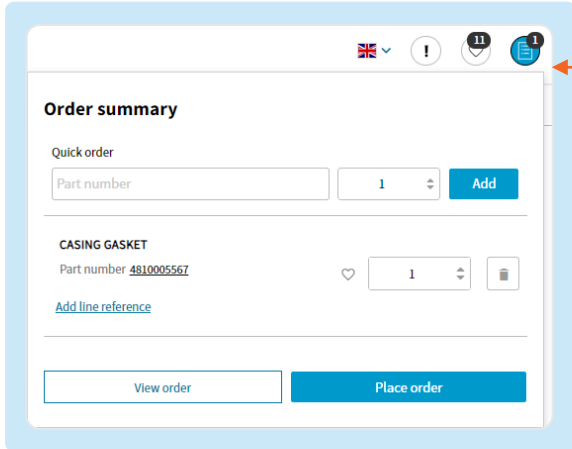 ! 11 1
Order summary
Quick order
Part number 1 Add
CASING GASKET
Part number 4810005567
1
Add line reference
View order Place order